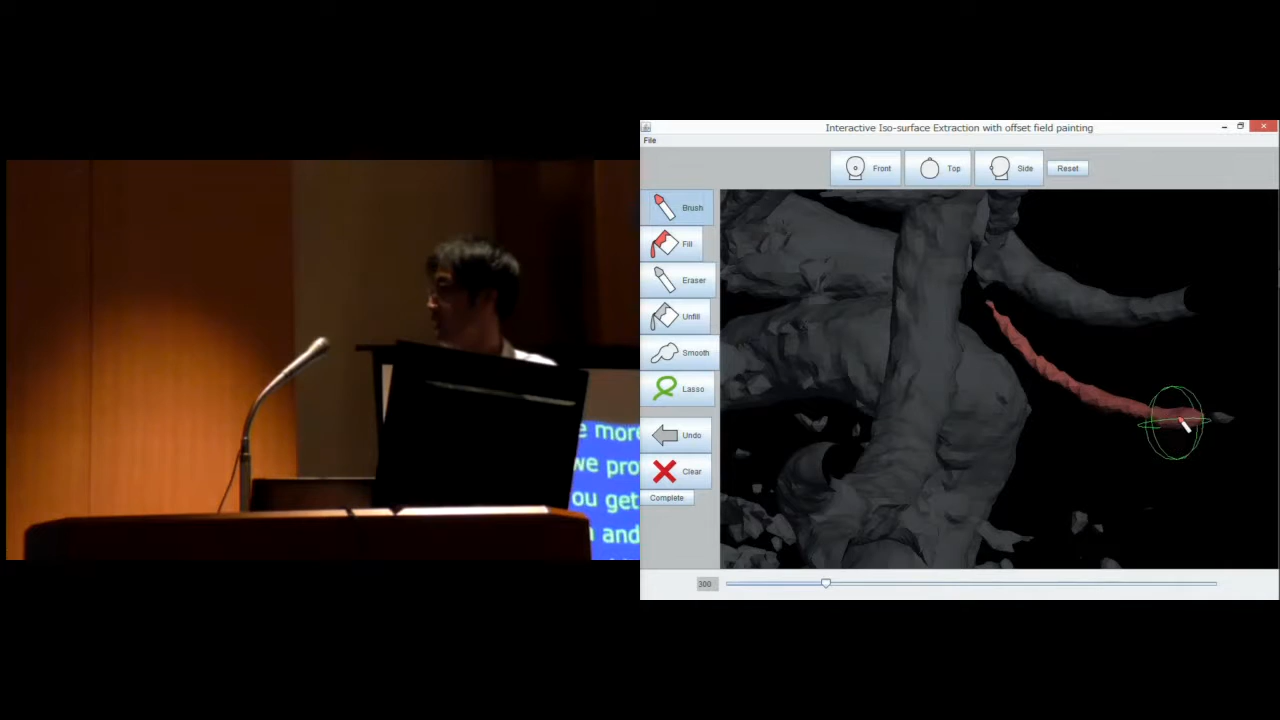 e more
we pro
ou get
and
Interactive Iso-surface Extraction with offset field painting
File
Front
Top
Side
Reset
Brush
Fill
Eraser
Unfill
Smooth
Lasso
Undo
Clear
Complete
300